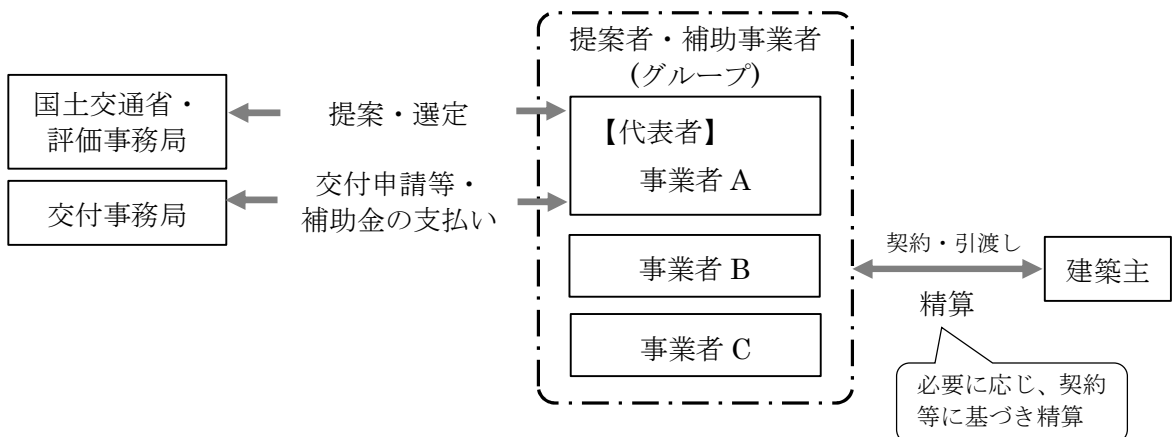 提案者・補助事業者
(グループ)
国土交通省・
評価事務局
提案・選定
【代表者】
事業者 A
交付事務局
交付申請等・
補助金の支払い
事業者 B
事業者 C
契約・引渡し
精算
建築主
必要に応じ、契約
等に基づき精算